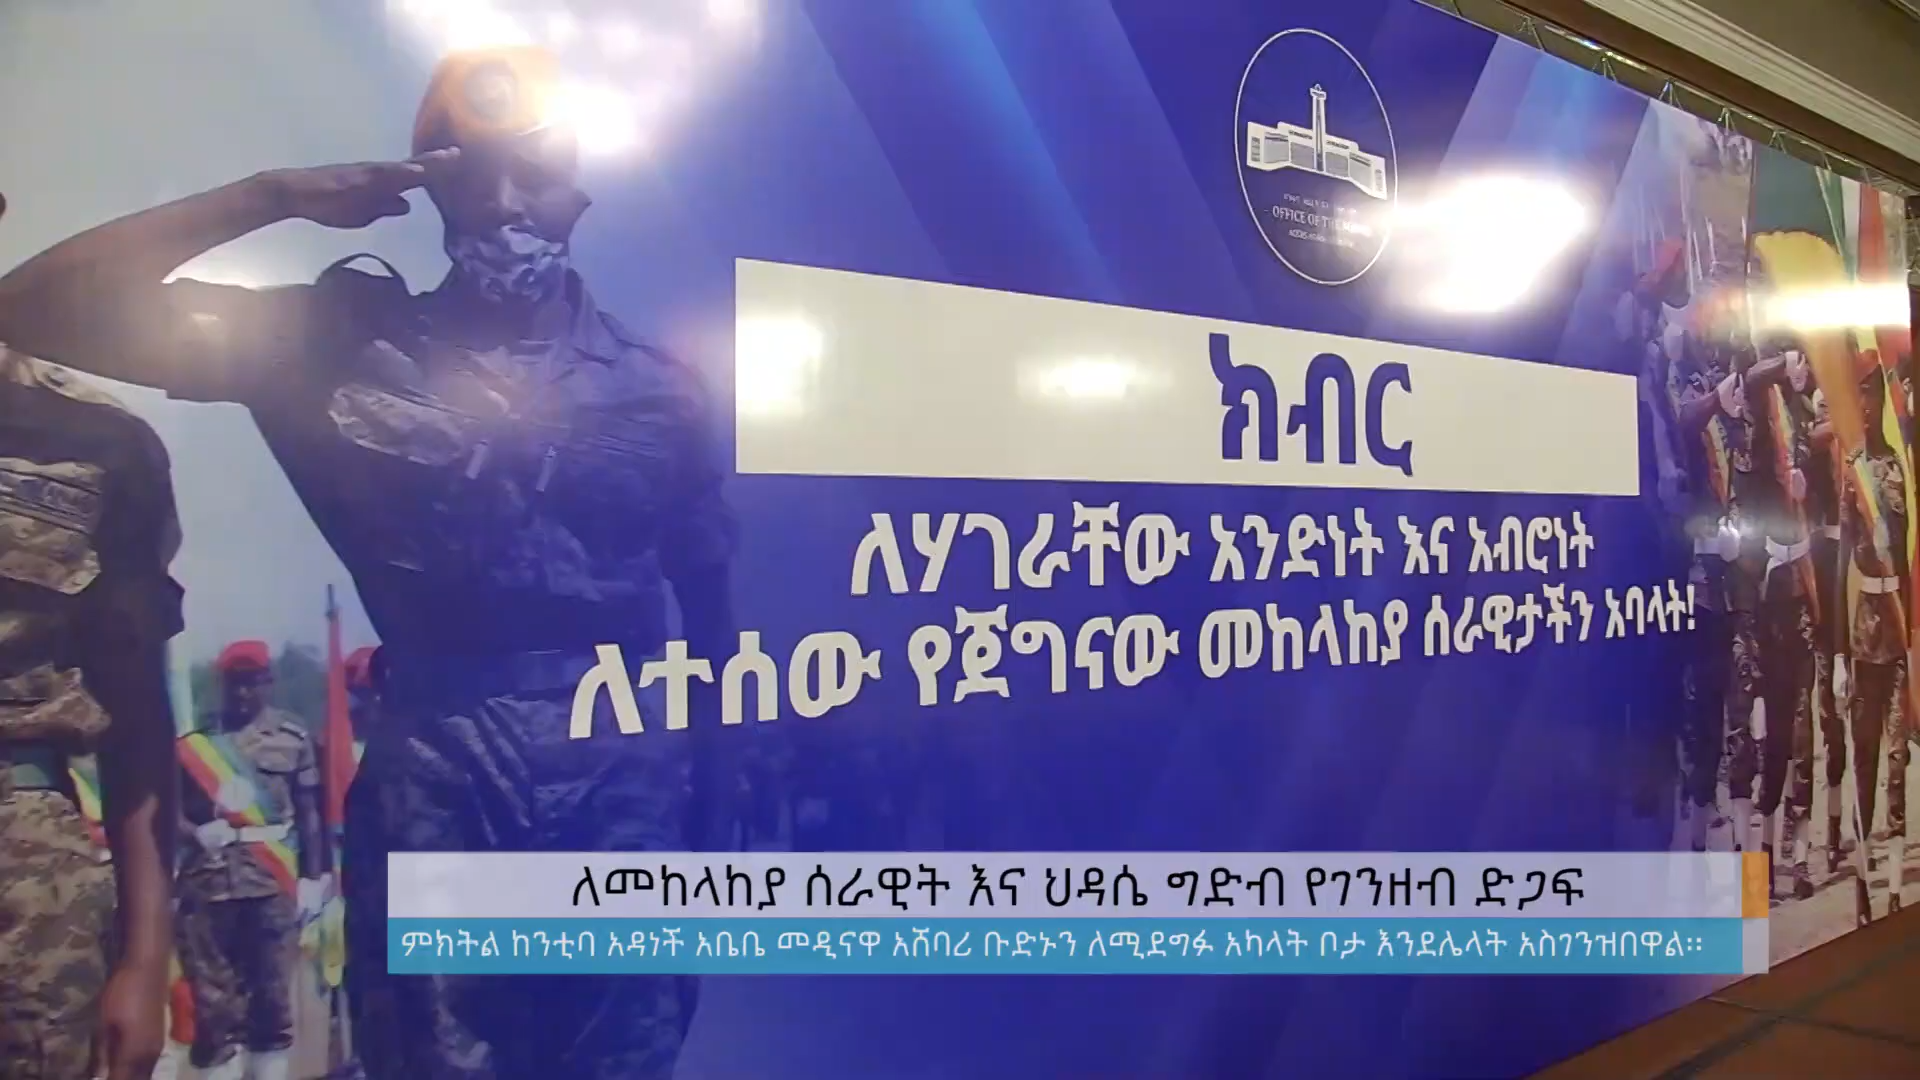 OFFICE OF THE
ክብር
ለሃገራቸው አንድነት እና አብሮነት
ለተሰው የጀግናው መከላከያ ሰራዊታችን አባላት!
ለመከላከያ ሰራዊት እና ህዳሴ ግድብ የገንዘብ ድጋፍ
ምክትል ከንቲባ አዳነች አቤቤ መዲናዋ አሸባሪ ቡድኑን ለሚደግፉ አካላት ቦታ እንደሌላት አስገንዝበዋል፡፡